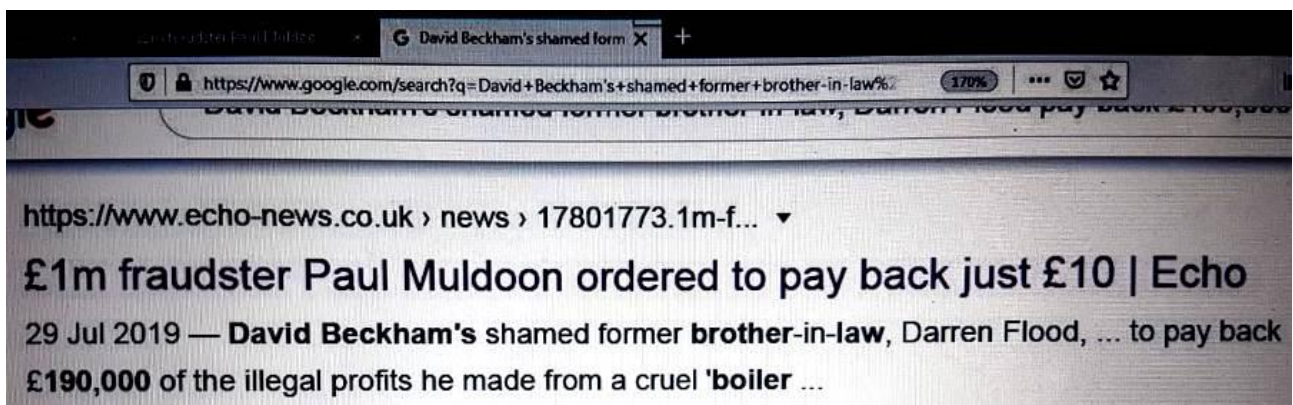 David Beckham's shamed form
https://www.google.com/search?q=David+Beckham's+shamed+former+brother-in-law%2
170%
https://www.echo-news.co.uk › news › 17801773.1m-f...
£1m fraudster Paul Muldoon ordered to pay back just £10 | Echo
29 Jul 2019 — David Beckham's shamed former brother-in-law, Darren Flood, ... to pay back
£190,000 of the illegal profits he made from a cruel 'boiler ...